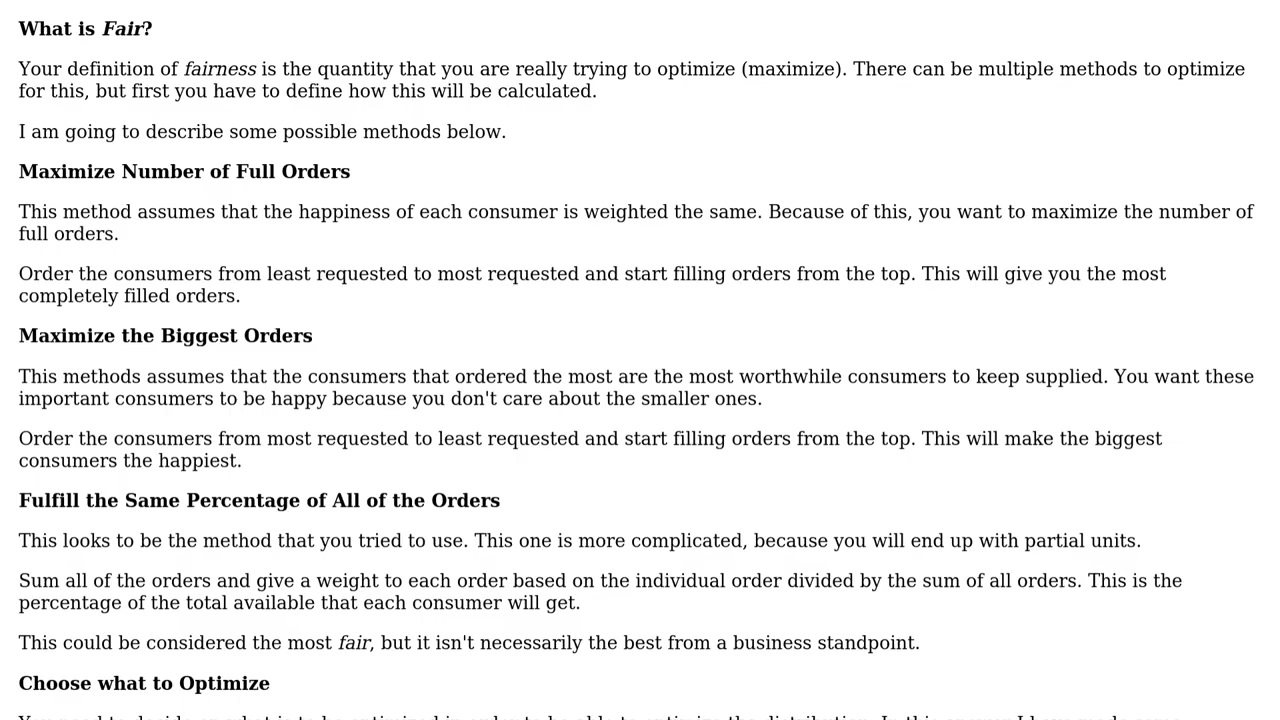 What is Fair?
Your definition of fairness is the quantity that you are really trying to optimize (maximize). There can be multiple methods to optimize
for this, but first you have to define how this will be calculated.
I am going to describe some possible methods below.
Maximize Number of Full Orders
This method assumes that the happiness of each consumer is weighted the same. Because of this, you want to maximize the number of
full orders.
Order the consumers from least requested to most requested and start filling orders from the top. This will give you the most
completely filled orders.
Maximize the Biggest Orders
This methods assumes that the consumers that ordered the most are the most worthwhile consumers to keep supplied. You want these
important consumers to be happy because you don't care about the smaller ones.
Order the consumers from most requested to least requested and start filling orders from the top. This will make the biggest
consumers the happiest.
Fulfill the Same Percentage of All of the Orders
This looks to be the method that you tried to use. This one is more complicated, because you will end up with partial units.
Sum all of the orders and give a weight to each order based on the individual order divided by the sum of all orders. This is the
percentage of the total available that each consumer will get.
This could be considered the most fair, but it isn't necessarily the best from a business standpoint.
Choose what to Optimize